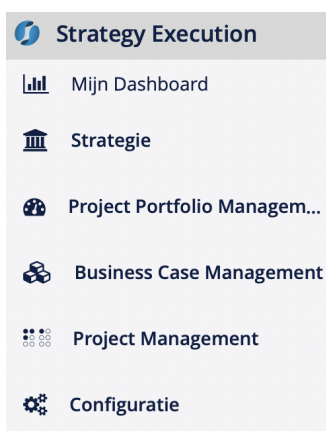 Strategy Execution
Mijn Dashboard
Strategie
Project Portfolio Managem...
Business Case Management
Project Management
Configuratie